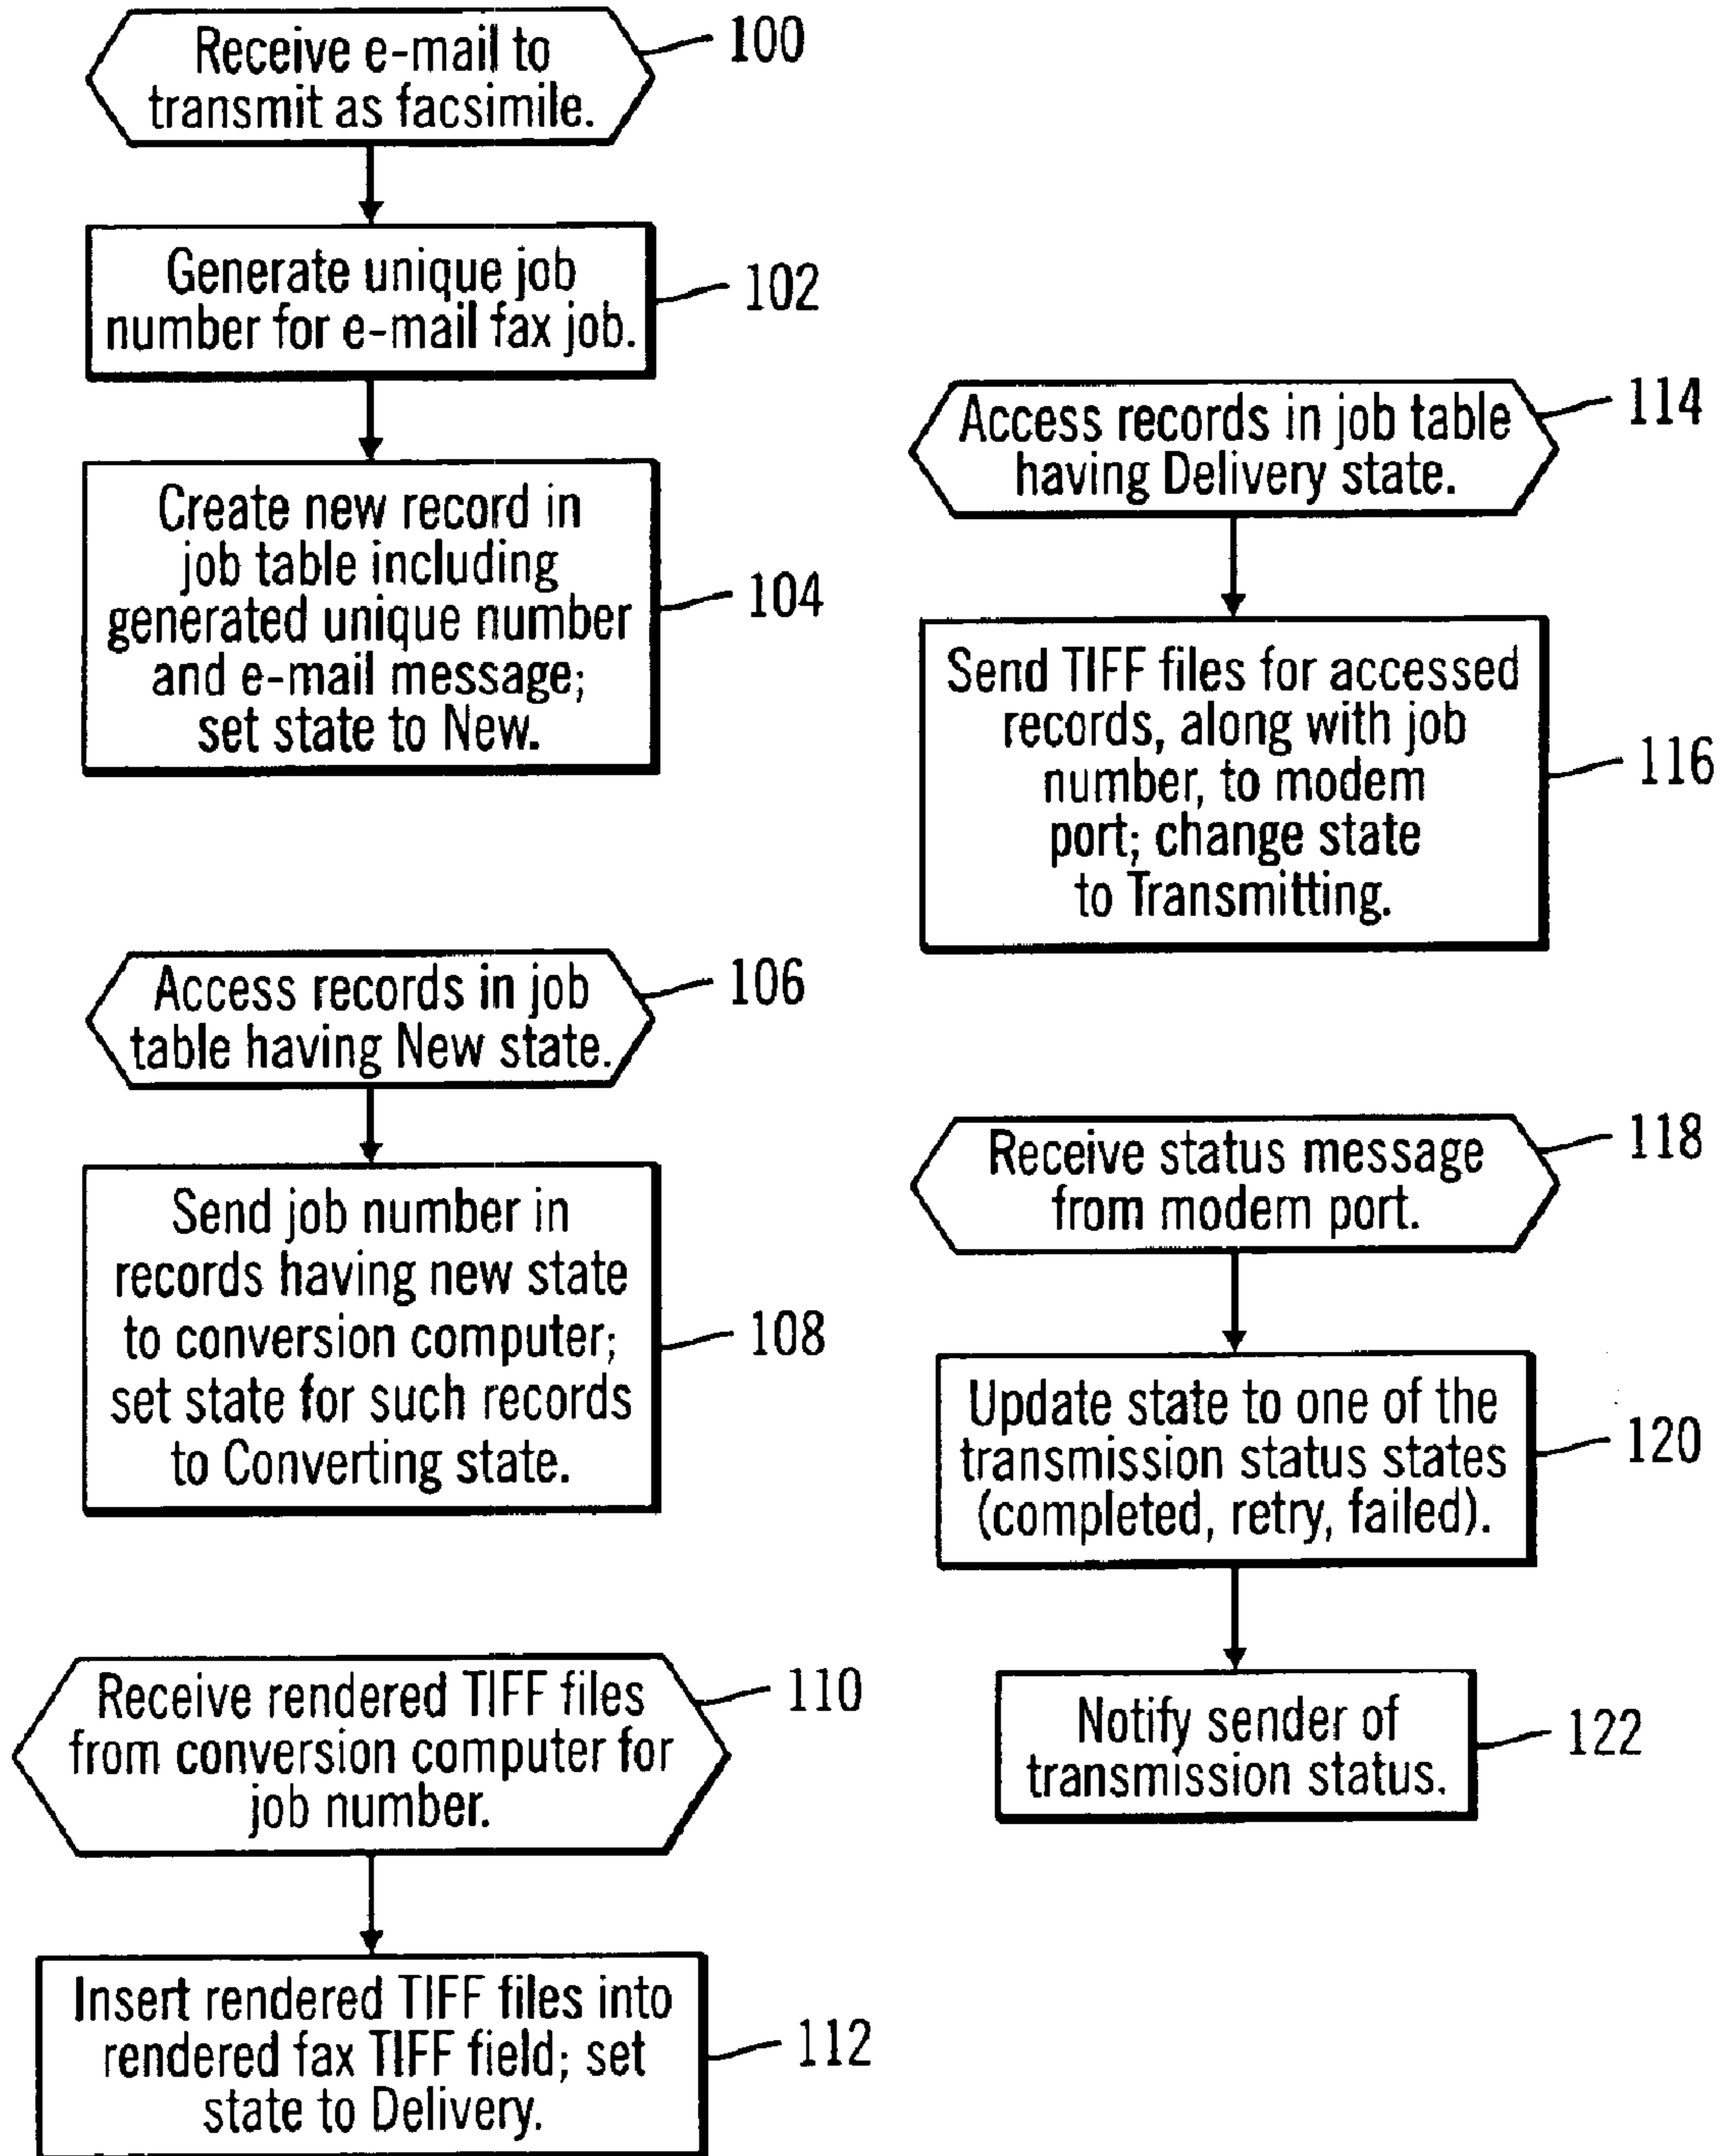 Receive e-mail to
transmit as facsimile.
100
Generate unique job
number for e-mail fax job.
102
Create new record in
job table including
generated unique number
and e-mail message;
set state to New.
104
Access records in job
table having New state.
106
Send job number in
records having new state
to conversion computer;
set state for such records
to Converting state.
108
Receive rendered TIFF files
from conversion computer for
job number.
110
Insert rendered TIFF files into
rendered fax TIFF field; set
state to Delivery.
112
Access records in job table
having Delivery state.
114
Send TIFF files for accessed
records, along with job
number, to modem
port; change state
to Transmitting.
116
Receive status message
from modem port.
118
Update state to one of the
transmission status states
(completed, retry, failed).
120
Notify sender of
transmission status.
122